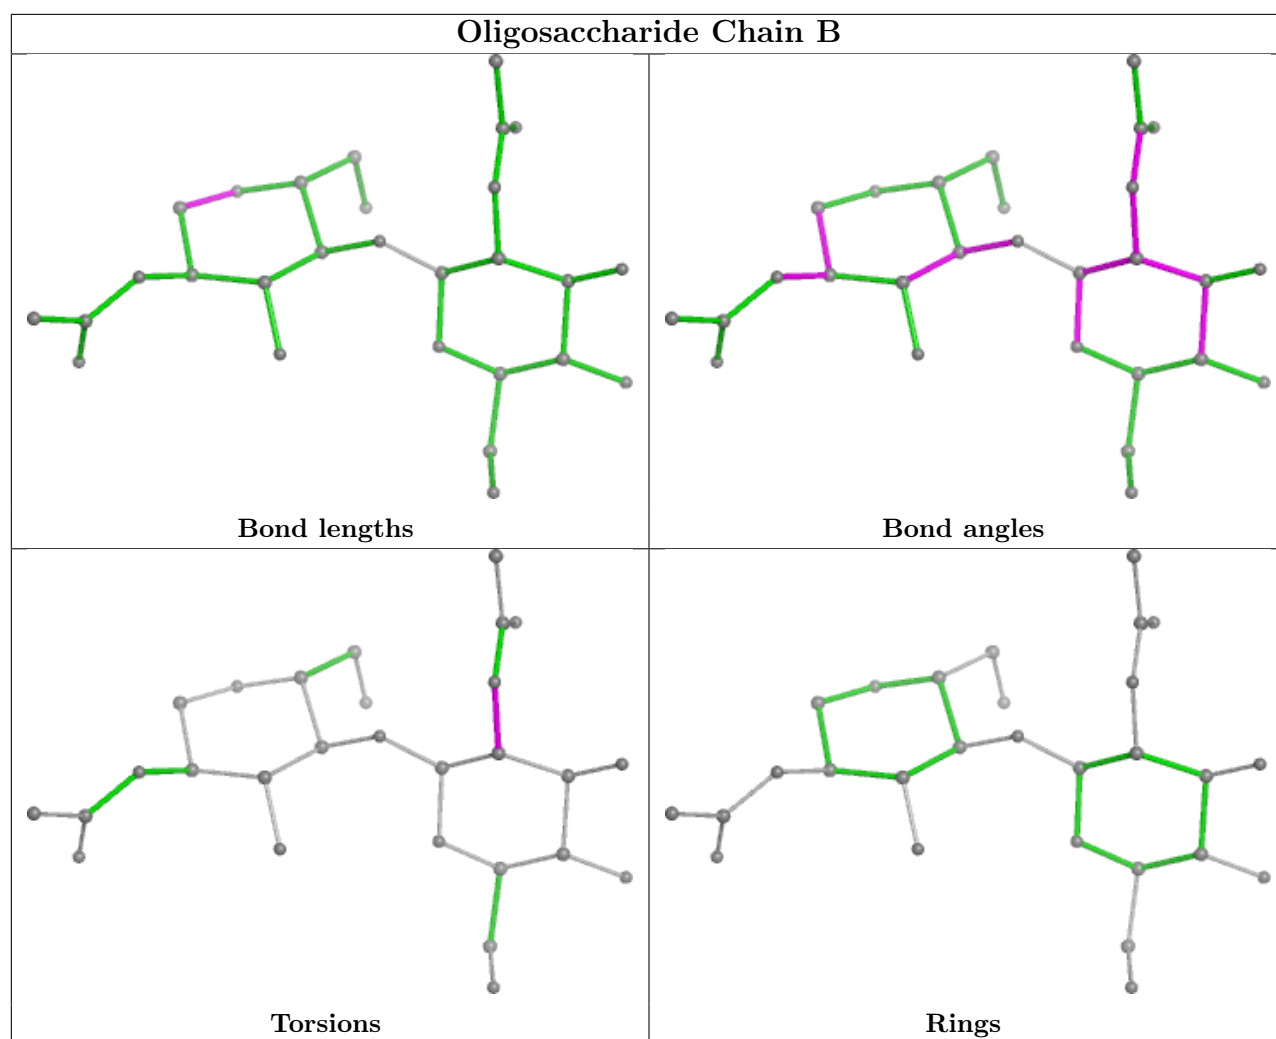 Oligosaccharide Chain B
Bond lengths
Bond angles
Torsions
Rings